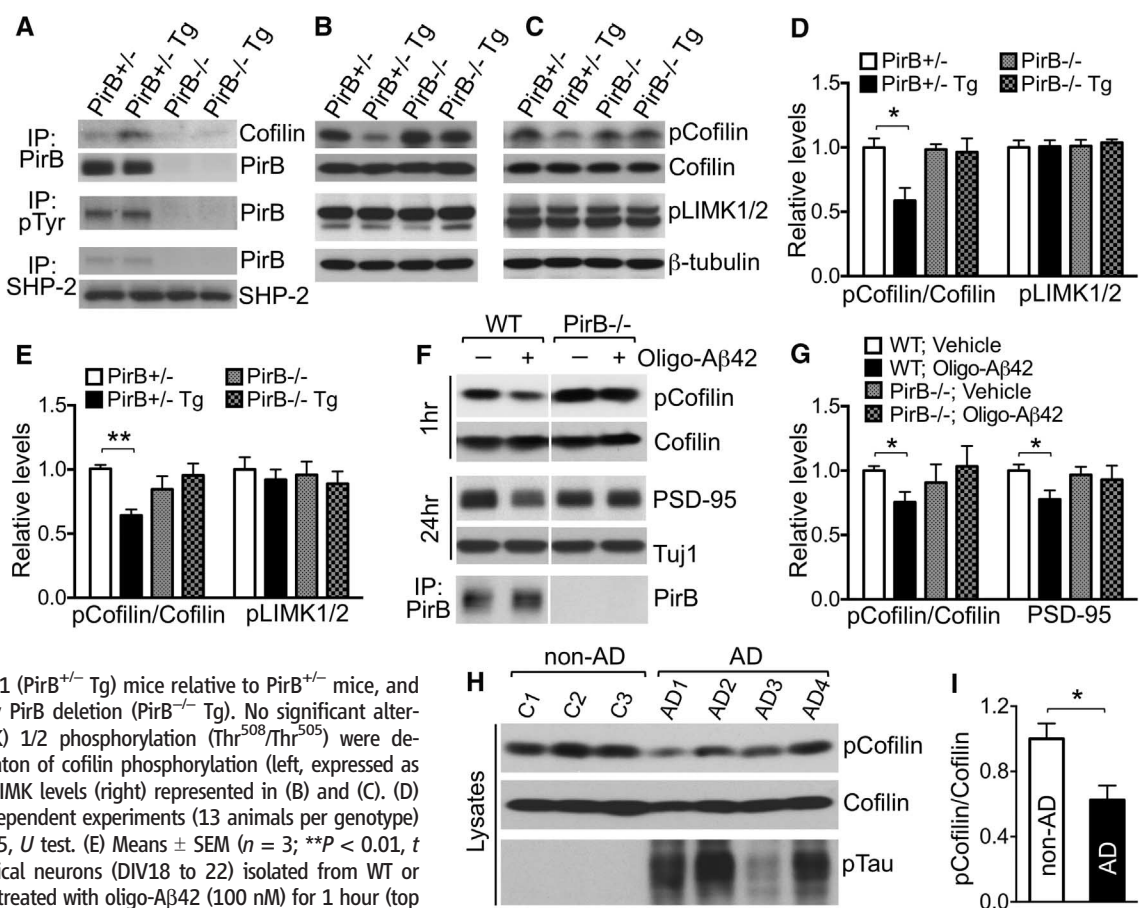 A
PirB+/-
PirB+/- Tg
PirB-/-
PirB-/- Tg
IP:
PirB
Cofilin
PirB
IP:
pTyr
PirB
IP:
SHP-2
PirB
SHP-2
B
PirB+/-
PirB+/- Tg
PirB-/-
PirB-/- Tg
C
PirB+/-
PirB+/- Tg
PirB-/-
PirB-/- Tg
pCofilin
Cofilin
pLIMK1/2
β-tubulin
D
PirB+/-
PirB-/-
PirB+/- Tg
PirB-/- Tg
Relative levels
1.5
1.0
0.5
0.0
*
pCofilin/Cofilin
pLIMK1/2
E
PirB+/-
PirB-/-
PirB+/- Tg
PirB-/- Tg
Relative levels
1.5
1.0
0.5
0.0
**
pCofilin/Cofilin
pLIMK1/2
F
WT
PirB-/-
– + – + Oligo-Aβ42
1hr
pCofilin
Cofilin
24hr
PSD-95
Tuj1
IP:
PirB
PirB
G
WT; Vehicle
WT; Oligo-Aβ42
PirB-/-; Vehicle
PirB-/-; Oligo-Aβ42
Relative levels
1.5
1.0
0.5
0.0
*
*
pCofilin/Cofilin
PSD-95
1 (PirB+/– Tg) mice relative to PirB+/– mice, and
PirB deletion (PirB–/– Tg). No significant alter-
1/2 phosphorylation (Thr508/Thr505) were de-
ton of cofilin phosphorylation (left, expressed as
IMK levels (right) represented in (B) and (C). (D)
ependent experiments (13 animals per genotype)
5, U test. (E) Means ± SEM (n = 3; **P < 0.01, t
ical neurons (DIV18 to 22) isolated from WT or
treated with oligo-Aβ42 (100 nM) for 1 hour (top
H
non-AD
AD
C1 C2 C3 AD1 AD2 AD3 AD4
Lysates
pCofilin
Cofilin
pTau
I
pCofilin/Cofilin
1.2
0.8
0.4
0.0
*
non-AD
AD